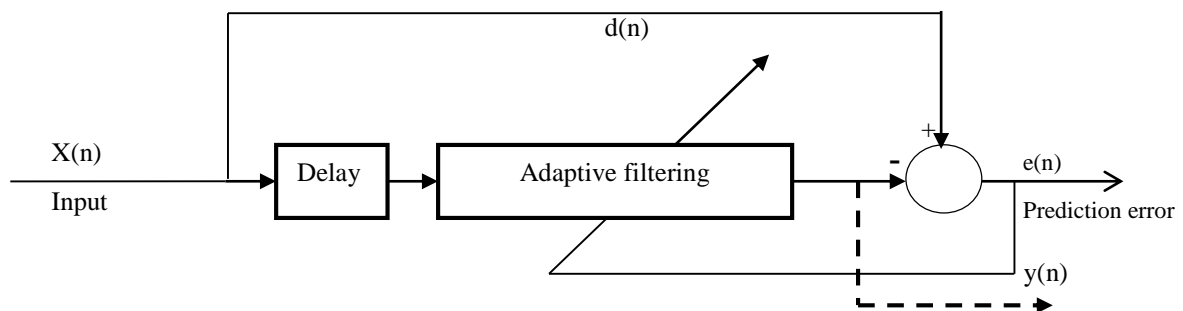 d(n)
+
X(n)
Delay
Adaptive filtering
-
e(n)
Input
Prediction error
y(n)